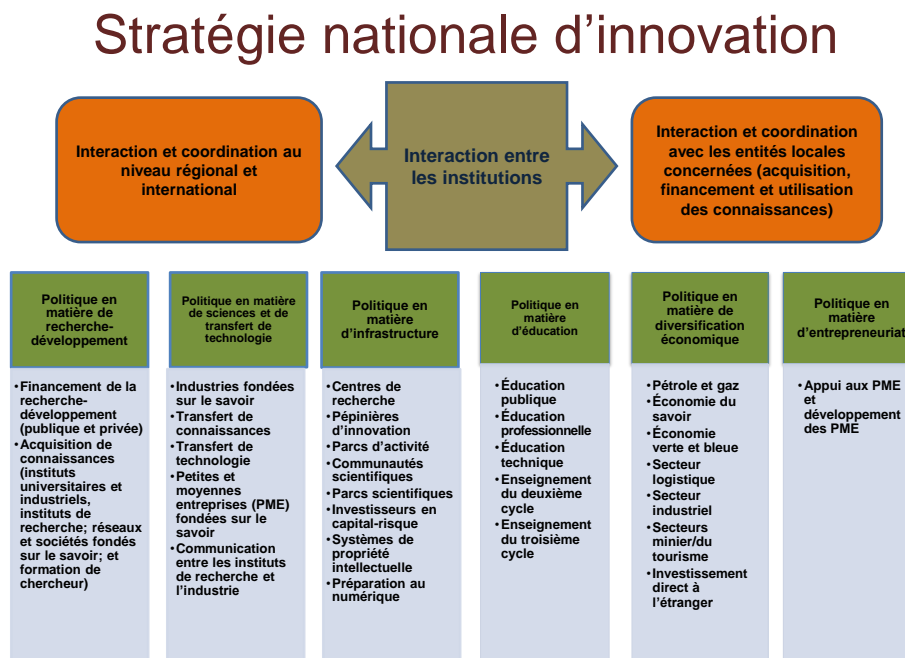 Stratégie nationale d’innovation
Interaction et coordination au
niveau régional et
international
Interaction entre
les institutions
Interaction et coordination
avec les entités locales
concernées (acquisition,
financement et utilisation
des connaissances)
Politique en
matière de
recherche-
développement
•Financement de la
recherche-
développement
(publique et privée)
•Acquisition de
connaissances
(instituts
universitaires et
industriels,
instituts de
recherche; réseaux
et sociétés fondés
sur le savoir; et
formation de
chercheur)
Politique en matière
de sciences et de
transfert de
technologie
•Industries fondées
sur le savoir
•Transfert de
connaissances
•Transfert de
technologie
•Petites et
moyennes
entreprises (PME)
fondées sur le
savoir
•Communication
entre les instituts
de recherche et
l’industrie
Politique en
matière
d’infrastructure
•Centres de
recherche
•Pépinières
d’innovation
•Parcs d’activité
•Communautés
scientifiques
•Parcs scientifiques
•Investisseurs en
capital-risque
•Systèmes de
propriété
intellectuelle
•Préparation au
numérique
Politique en
matière
d’éducation
•Éducation
publique
•Éducation
professionnelle
•Éducation
technique
•Enseignement
du deuxième
cycle
•Enseignement
du troisième
cycle
Politique en
matière de
diversification
économique
•Pétrole et gaz
•Économie du
savoir
•Économie
verte et bleue
•Secteur
logistique
•Secteur
industriel
•Secteurs
minier/du
tourisme
•Investissement
direct à
l’étranger
Politique en
matière
d’entrepreneuriat
•Appui aux PME
et
développement
des PME